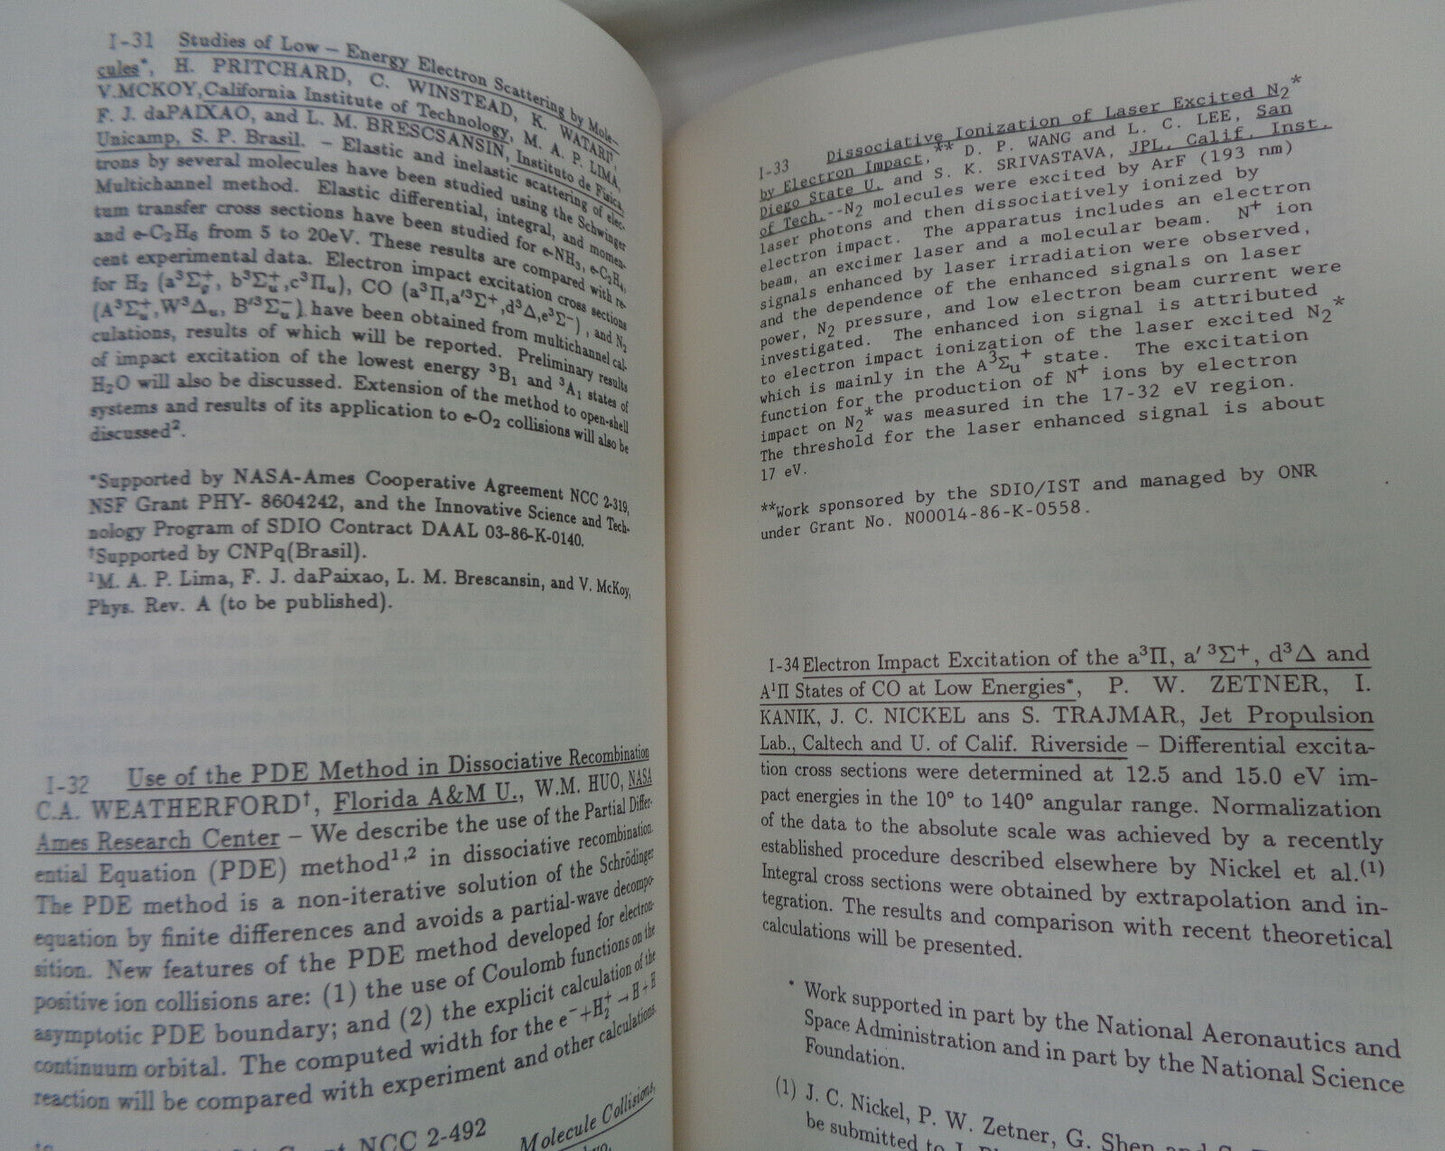 I-31 Studies of Low – Energy Electron Scattering by Mole-
cules*, H. PRITCHARD, C. WINSTEAD, K. WATARI,
V.MCKOY, California Institute of Technology, M. A. P. LIMA,
F. J. daPAIXAO, and L. M. BRESCSANSIN, Instituto de Fisica,
Unicamp, S. P. Brasil. – Elastic and inelastic scattering of elec-
trons by several molecules have been studied using the Schwinger
Multichannel method. Elastic differential, integral, and momen-
tum transfer cross sections have been studied for e-NH₃, e-C₂H₄,
and e-C₂H₆ from 5 to 20eV. These results are compared with re-
cent experimental data. Electron impact excitation cross sections
for H₂ (a³Σ⁺g, b³Σ⁺u, c³Πu), CO (a³Π,a′³Σ⁺,d³Δ,e³Σ⁻), and N₂
(A³Σ⁺u,W³Δu, B′³Σ⁻u) have been obtained from multichannel cal-
culations, results of which will be reported. Preliminary results
of impact excitation of the lowest energy ³B₁ and ³A₁ states of
H₂O will also be discussed. Extension of the method to open-shell
systems and results of its application to e-O₂ collisions will also be
discussed².
*Supported by NASA-Ames Cooperative Agreement NCC 2-319,
NSF Grant PHY- 8604242, and the Innovative Science and Tech-
nology Program of SDIO Contract DAAL 03-86-K-0140.
†Supported by CNPq(Brasil).
¹M. A. P. Lima, F. J. daPaixao, L. M. Brescansin, and V. McKoy,
Phys. Rev. A (to be published).
I-32 Use of the PDE Method in Dissociative Recombination
C.A. WEATHERFORD†, Florida A&M U., W.M. HUO, NASA
Ames Research Center – We describe the use of the Partial Differ-
ential Equation (PDE) method¹,² in dissociative recombination.
The PDE method is a non-iterative solution of the Schrödinger
equation by finite differences and avoids a partial-wave decompo-
sition. New features of the PDE method developed for electron-
positive ion collisions are: (1) the use of Coulomb functions on the
asymptotic PDE boundary; and (2) the explicit calculation of the
continuum orbital. The computed width for the e⁻+H₂⁺→H+H
reaction will be compared with experiment and other calculations.
Grant NCC 2-492
Molecule Collisions,
I-33 Dissociative Ionization of Laser Excited N₂*
by Electron Impact,** D. P. WANG and L. C. LEE, San
Diego State U. and S. K. SRIVASTAVA, JPL, Calif. Inst.
of Tech.--N₂ molecules were excited by ArF (193 nm)
laser photons and then dissociatively ionized by
electron impact. The apparatus includes an electron
beam, an excimer laser and a molecular beam. N⁺ ion
signals enhanced by laser irradiation were observed,
and the dependence of the enhanced signals on laser
power, N₂ pressure, and low electron beam current were
investigated. The enhanced ion signal is attributed
to electron impact ionization of the laser excited N₂*
which is mainly in the A³Σu⁺ state. The excitation
function for the production of N⁺ ions by electron
impact on N₂* was measured in the 17-32 eV region.
The threshold for the laser enhanced signal is about
17 eV.
**Work sponsored by the SDIO/IST and managed by ONR
under Grant No. N00014-86-K-0558.
I-34 Electron Impact Excitation of the a³Π, a′ ³Σ⁺, d³Δ and
A¹Π States of CO at Low Energies*, P. W. ZETNER, I.
KANIK, J. C. NICKEL ans S. TRAJMAR, Jet Propulsion
Lab., Caltech and U. of Calif. Riverside – Differential excita-
tion cross sections were determined at 12.5 and 15.0 eV im-
pact energies in the 10° to 140° angular range. Normalization
of the data to the absolute scale was achieved by a recently
established procedure described elsewhere by Nickel et al.⁽¹⁾
Integral cross sections were obtained by extrapolation and in-
tegration. The results and comparison with recent theoretical
calculations will be presented.
* Work supported in part by the National Aeronautics and
Space Administration and in part by the National Science
Foundation.
(1) J. C. Nickel, P. W. Zetner, G. Shen and S.
be submitted to J.